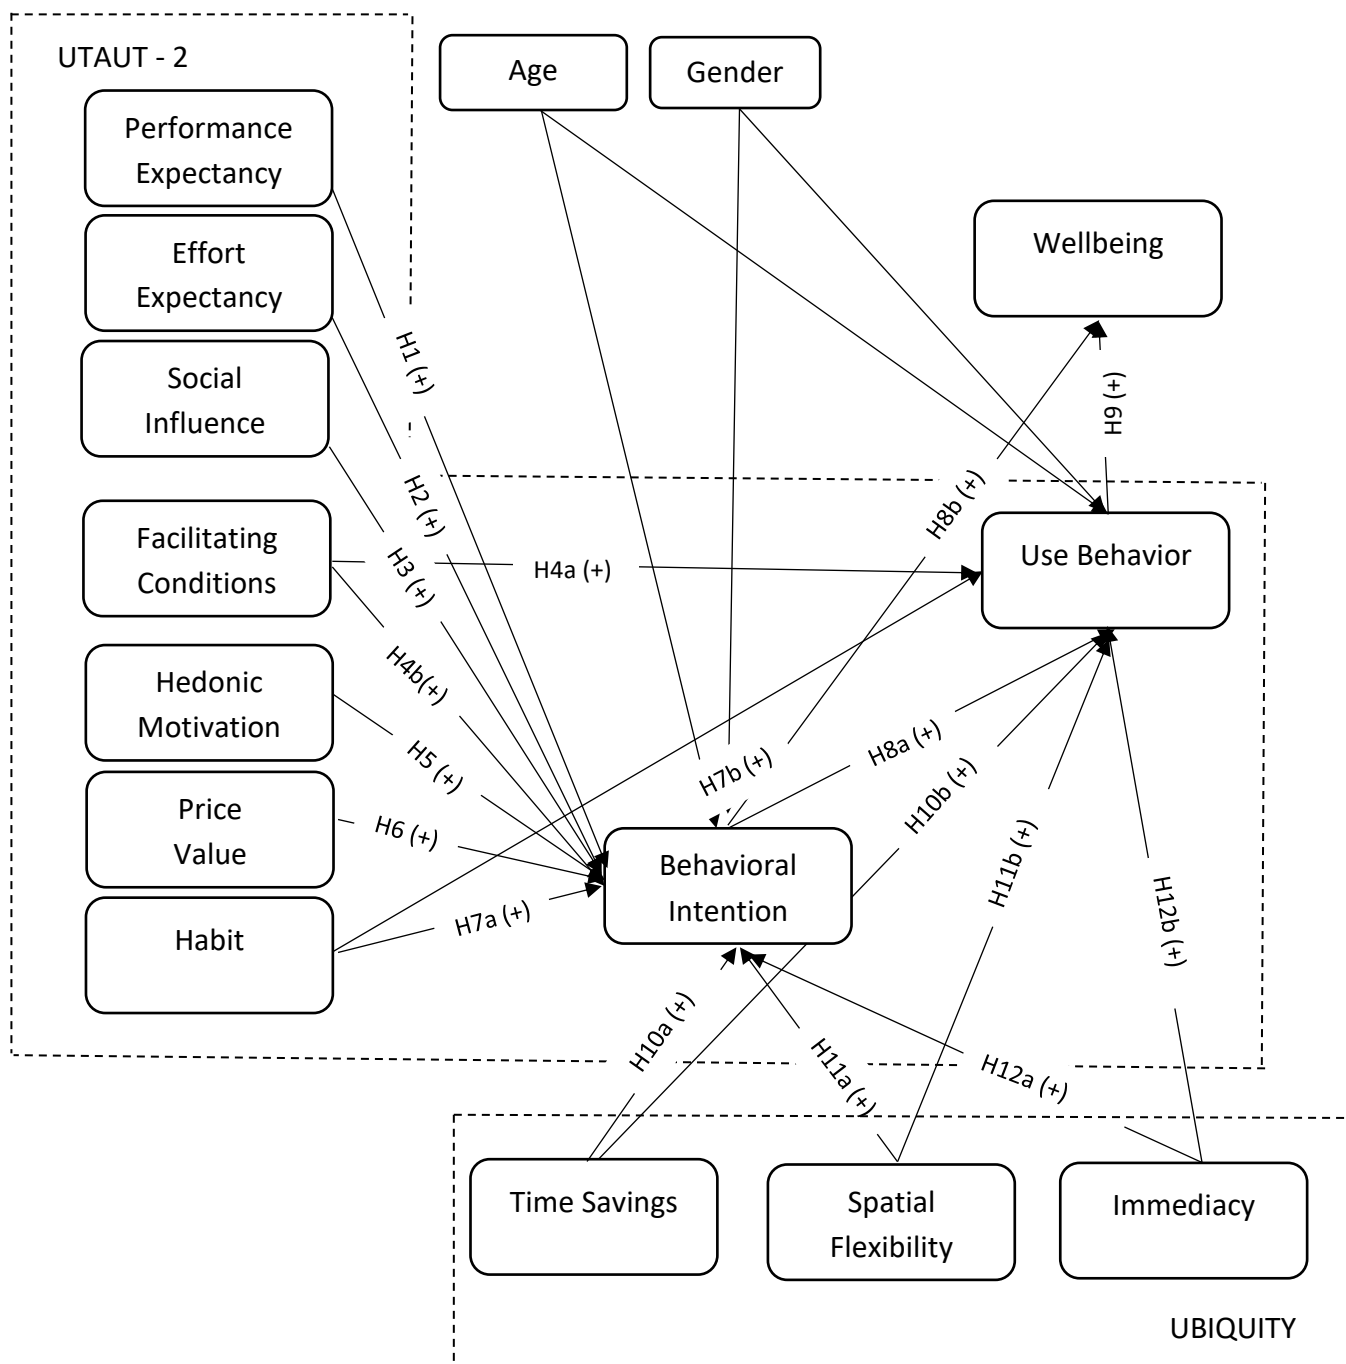 UTAUT - 2
Age
Gender
Performance
Expectancy
Wellbeing
Effort
Expectancy
H1 (+)
Social
Influence
H9 (+)
H2 (+)
H8b (+)
Facilitating
Conditions
H3 (+)
H4a (+)
Use Behavior
H4b(+)
Hedonic
Motivation
H5 (+)
H7b (+)
H8a (+)
H10b (+)
Price
Value
H6 (+)
Behavioral
Intention
H11b (+)
Habit
H7a (+)
H12b (+)
H10a (+)
H11a (+)
H12a (+)
Time Savings
Spatial
Flexibility
Immediacy
UBIQUITY